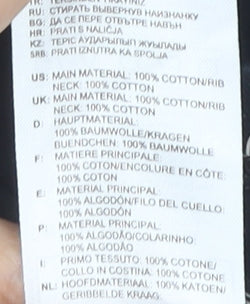 RU: СТИРАТЬ ВЫВЕРНУВ НАИЗНАНКУ
BG: ДА СЕ ПЕРЕ ОТВЪТРЕ НАВЪН
HR: PRATI S NALIČJA
KZ: ТЕРІС АУДАРЫЛЫП ЖУЫЛАДЫ
SRB: PRATI IZNUTRA KA SPOLJA
US: MAIN MATERIAL: 100% COTTON/RIB
NECK: 100% COTTON
UK: MAIN MATERIAL: 100% COTTON/RIB
NECK: 100% COTTON
D: HAUPTMATERIAL:
100% BAUMWOLLE/KRAGEN
BUENDCHEN: 100% BAUMWOLLE
F: MATIERE PRINCIPALE:
100% COTON/ENCOLURE EN CÔTE:
100% COTON
E: MATERIAL PRINCIPAL:
100% ALGODÓN/FILO DEL CUELLO:
100% ALGODÓN
P: MATERIAL PRINCIPAL:
100% ALGODÃO/COLARINHO:
100% ALGODÃO
I: PRIMO TESSUTO: 100% COTONE/
COLLO IN COSTINA: 100% COTONE
NL: HOOFDMATERIAAL: 100% KATOEN/
GERIBBELDE KRAAG: